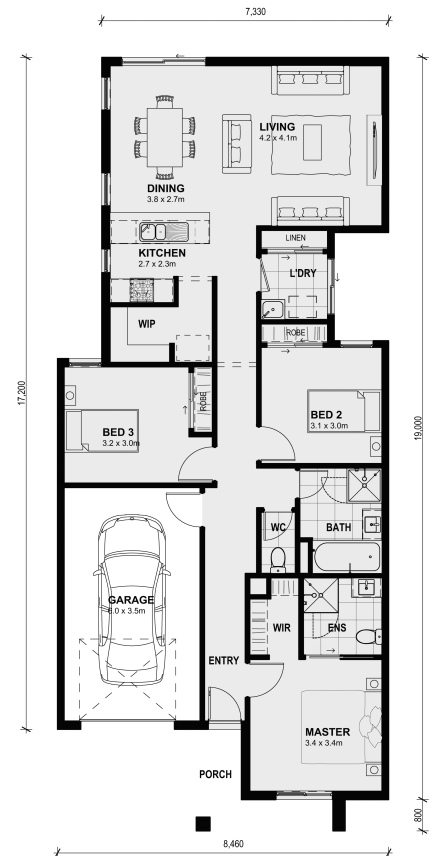 7,330
LIVING
4.2 x 4.1m
DINING
3.8 x 2.7m
LINEN
KITCHEN
2.7 x 2.3m
L'DRY
WIP
ROBE
17,200
19,000
ROBE
BED 2
3.1 x 3.0m
BED 3
3.2 x 3.0m
WC
BATH
GARAGE
6.0 x 3.5m
WIR
ENS
ENTRY
MASTER
3.4 x 3.4m
PORCH
800
8,460